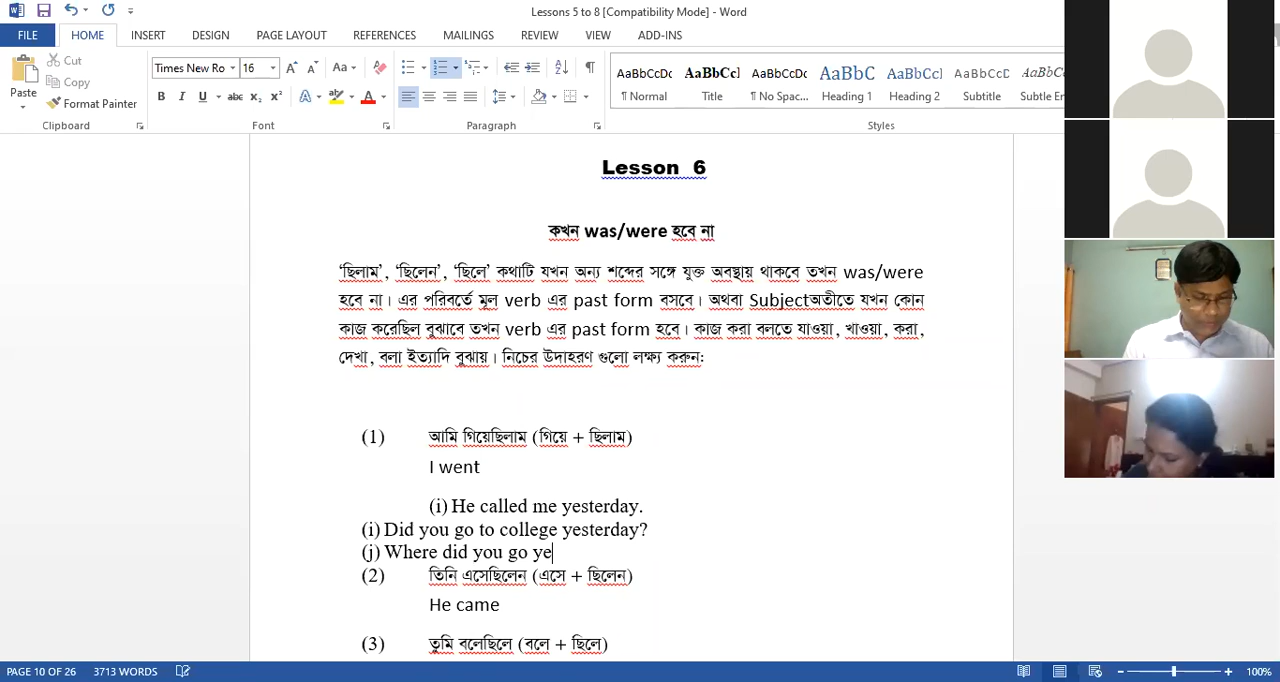 Lessons 5 to 8 [Compatibility Mode] - Word
FILE HOME INSERT DESIGN PAGE LAYOUT REFERENCES MAILINGS REVIEW VIEW ADD-INS
Cut
Copy
Paste
Format Painter
Times New Ro 16
AaBbCcDc AaBbCcI AaBbCcDc AaBbC AaBbCc AaBbCcD AaBbCcD
¶ Normal Title ¶ No Spac... Heading 1 Heading 2 Subtitle Subtle Em
Clipboard Font Paragraph Styles
Lesson 6
কখন was/were হবে না
‘ছিলাম’, ‘ছিলেন’, ‘ছিলে’ কথাটি যখন অন্য শব্দের সঙ্গে যুক্ত অবস্থায় থাকবে তখন was/were
হবে না। এর পরিবর্তে মূল verb এর past form বসবে। অথবা Subjectঅতীতে যখন কোন
কাজ করেছিল বুঝাবে তখন verb এর past form হবে। কাজ করা বলতে যাওয়া, খাওয়া, করা,
দেখা, বলা ইত্যাদি বুঝায়। নিচের উদাহরণ গুলো লক্ষ্য করুন:
(1) আমি গিয়েছিলাম (গিয়ে + ছিলাম)
I went
(i) He called me yesterday.
(i) Did you go to college yesterday?
(j) Where did you go ye
(2) তিনি এসেছিলেন (এসে + ছিলেন)
He came
(3) তুমি বলেছিলে (বলে + ছিলে)
PAGE 10 OF 26 3713 WORDS 100%